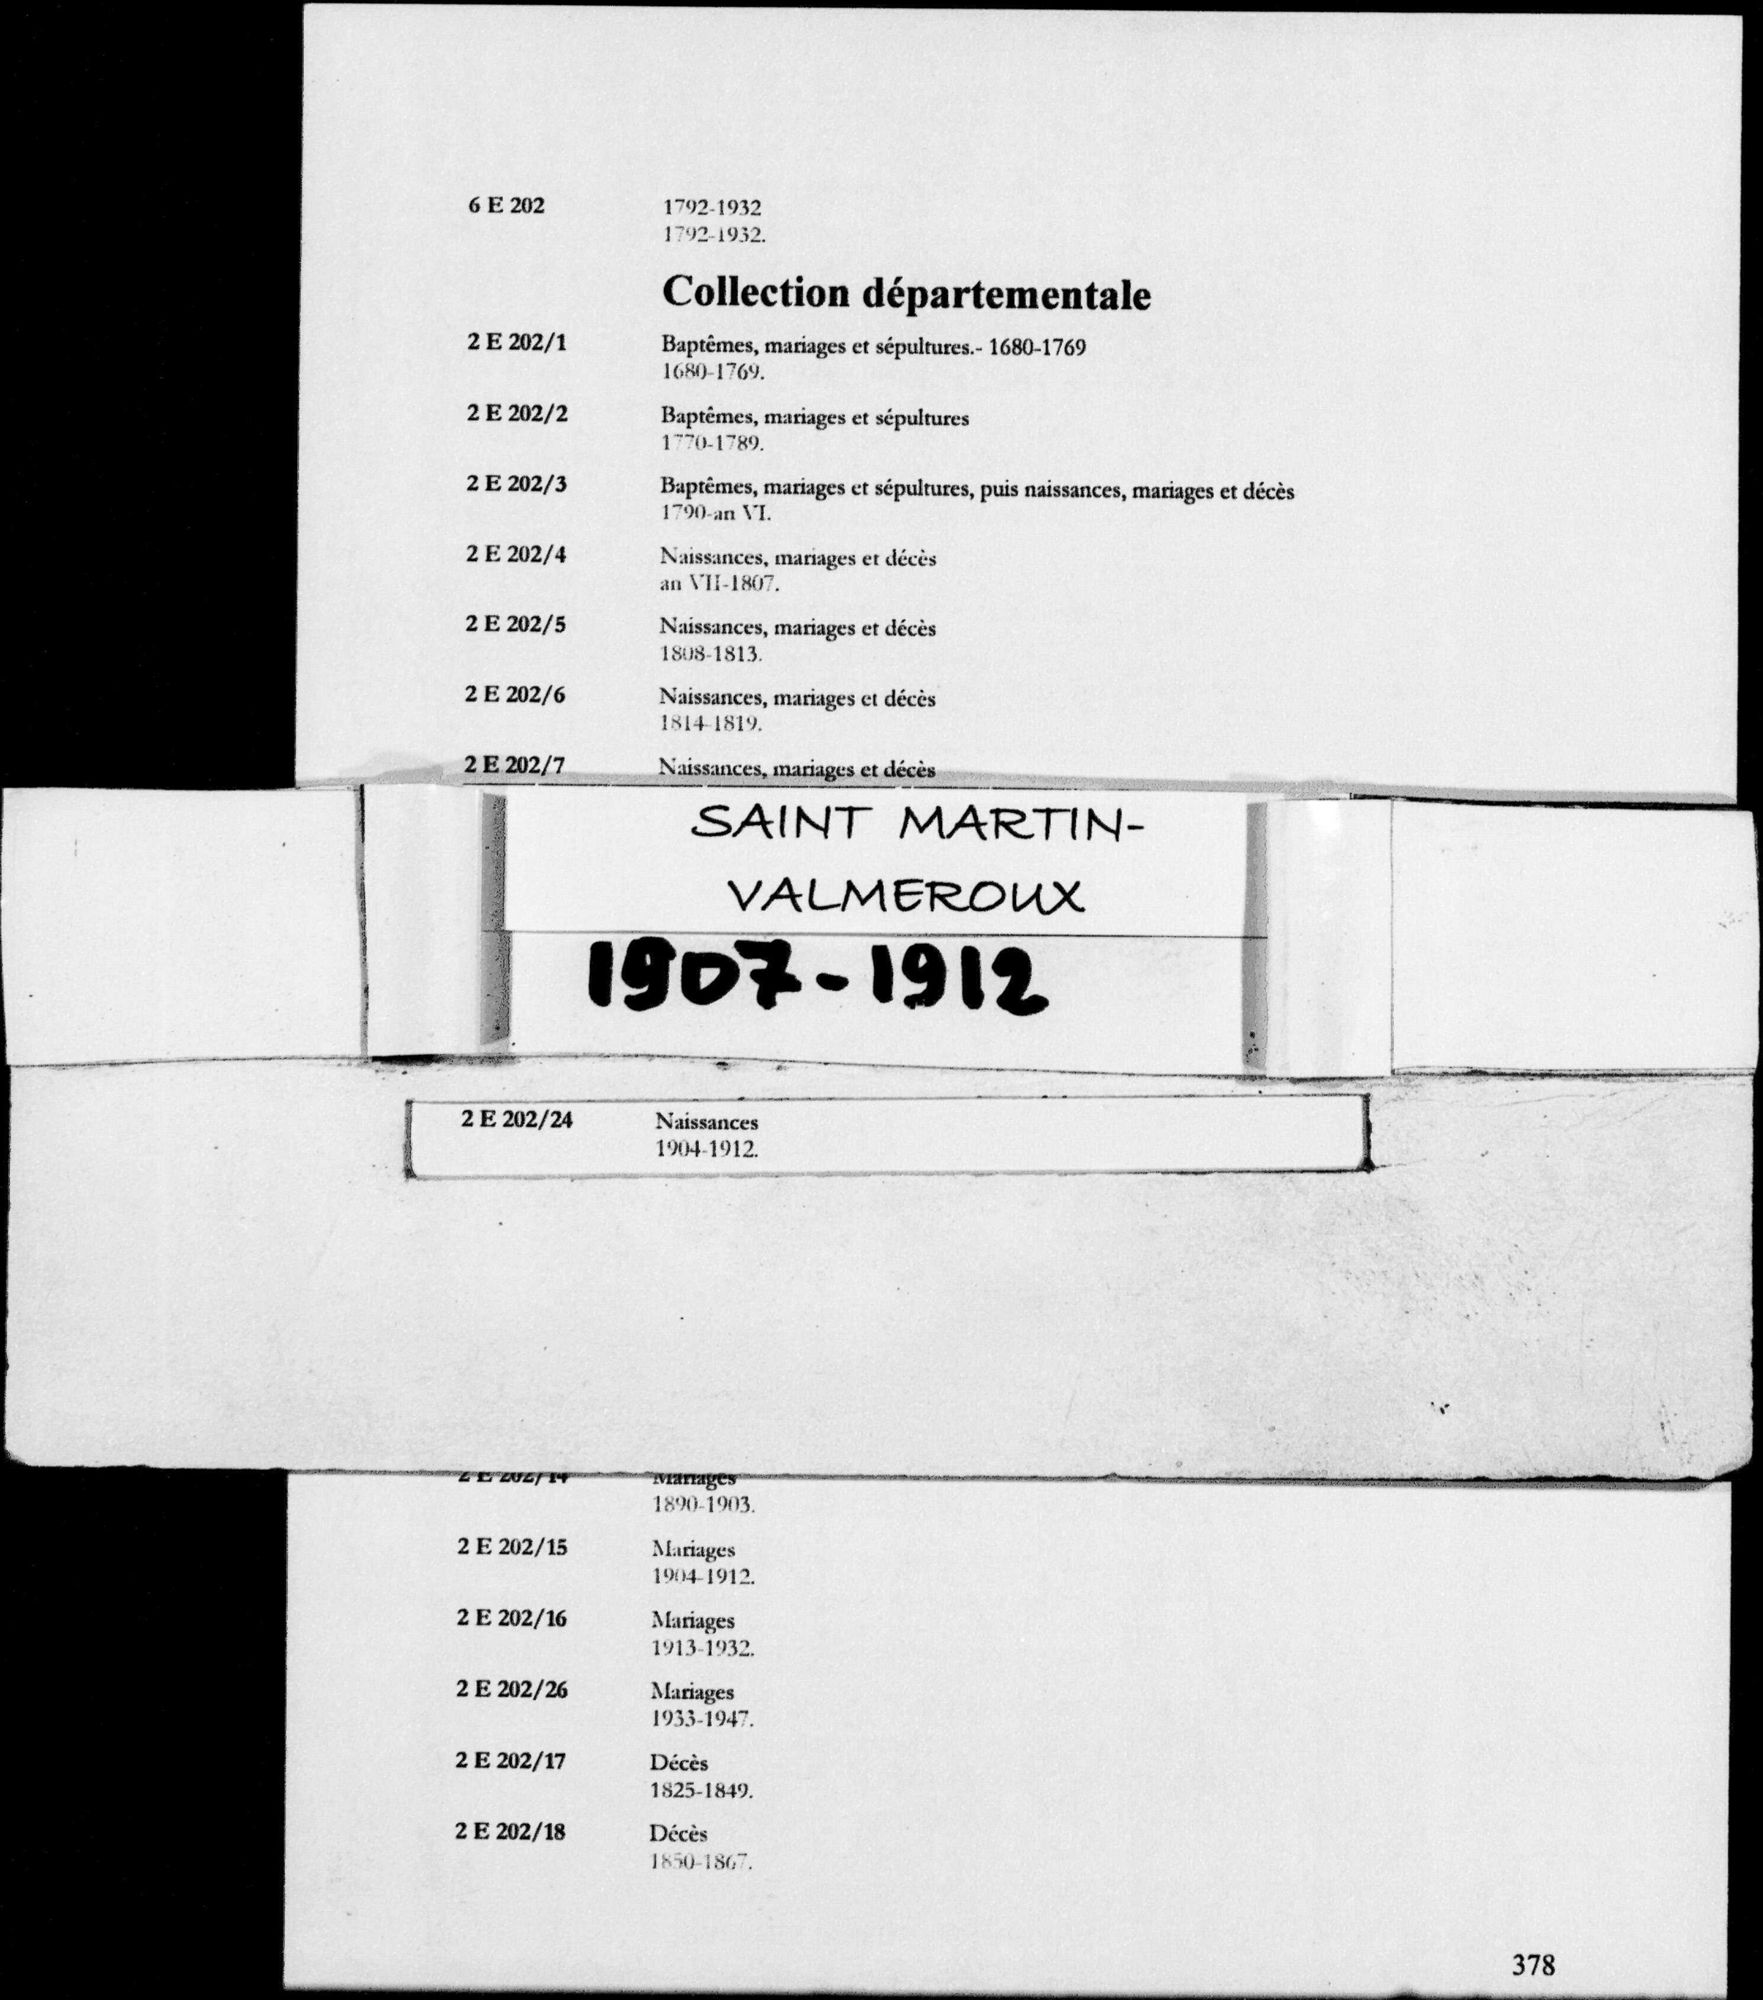 6 E 202 1792-1932
1792-1932.
Collection départementale
2 E 202/1 Baptêmes, mariages et sépultures.- 1680-1769
1680-1769.
2 E 202/2 Baptêmes, mariages et sépultures
1770-1789.
2 E 202/3 Baptêmes, mariages et sépultures, puis naissances, mariages et décès
1790-an VI.
2 E 202/4 Naissances, mariages et décès
an VII-1807.
2 E 202/5 Naissances, mariages et décès
1808-1813.
2 E 202/6 Naissances, mariages et décès
1814-1819.
2 E 202/7 Naissances, mariages et décès
SAINT MARTIN-
VALMEROUX
1907-1912
2 E 202/24 Naissances
1904-1912.
2 E 202/14 Mariages
1890-1903.
2 E 202/15 Mariages
1904-1912.
2 E 202/16 Mariages
1913-1932.
2 E 202/26 Mariages
1933-1947.
2 E 202/17 Décès
1825-1849.
2 E 202/18 Décès
1850-1867.
378